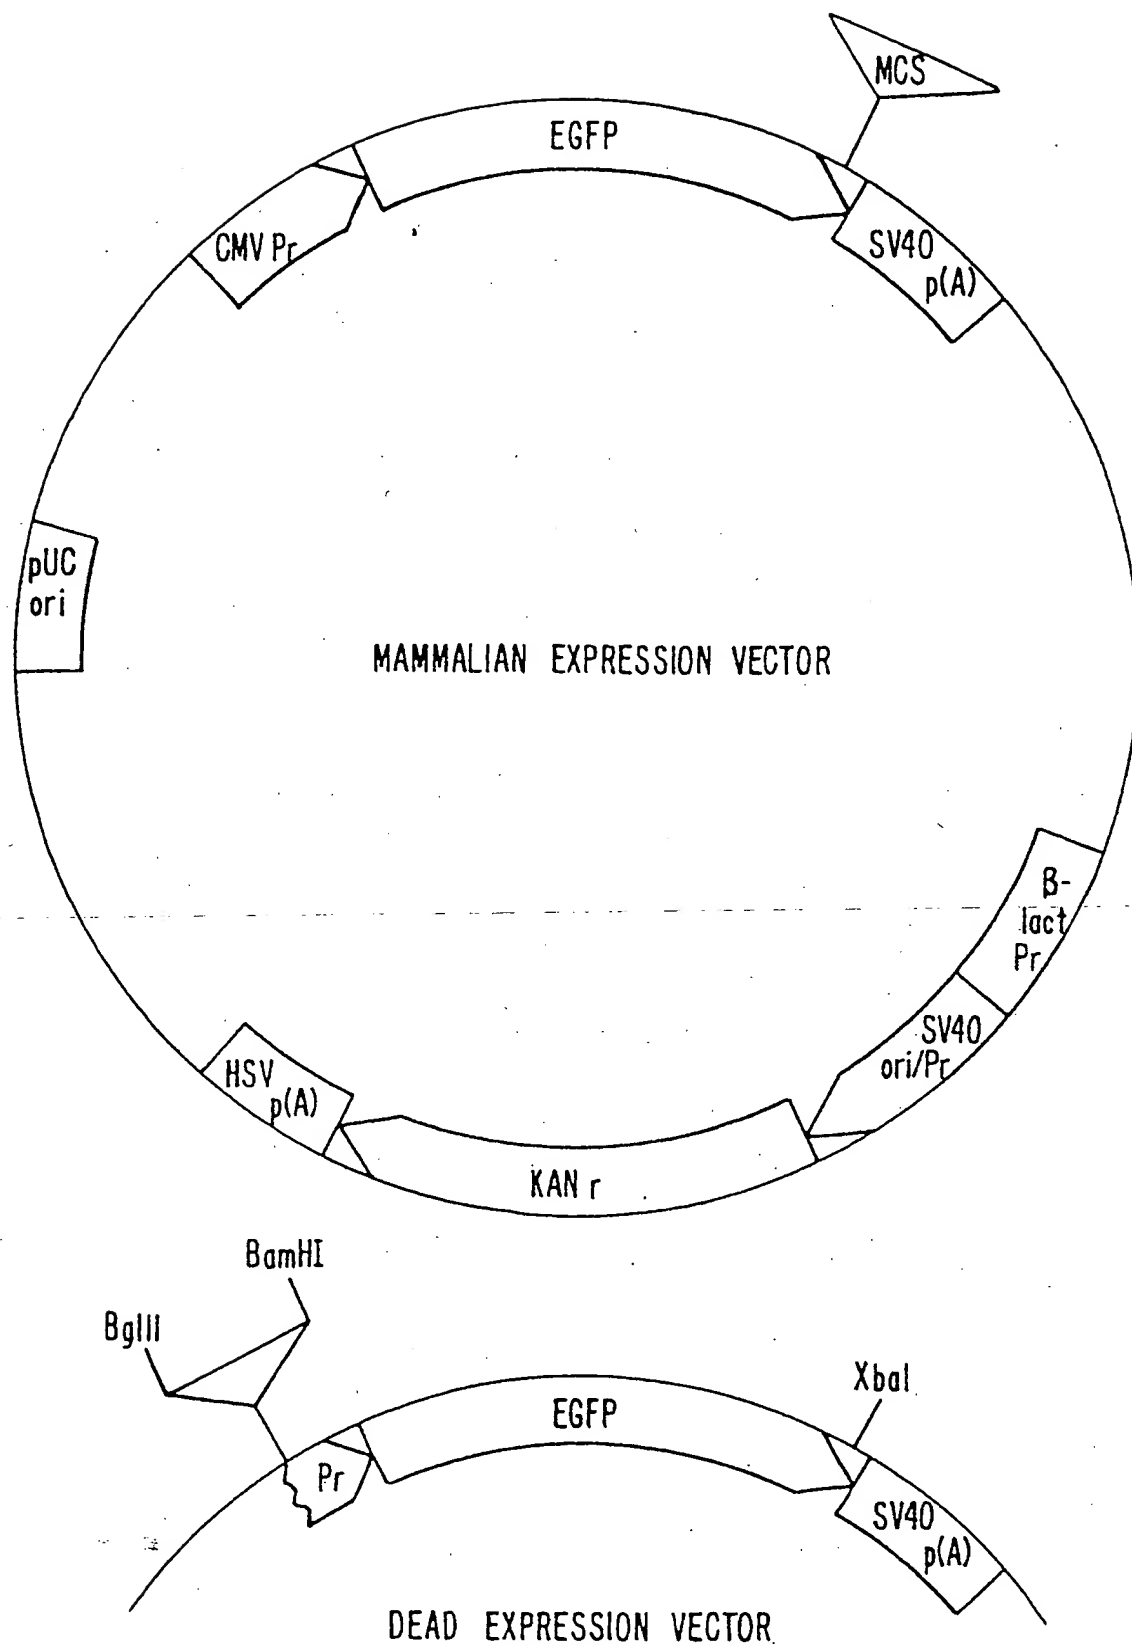 MCS
EGFP
CMV Pr
SV40
p(A)
pUC
ori
MAMMALIAN EXPRESSION VECTOR
β-
lact
Pr
SV40
ori/Pr
HSV
p(A)
KAN r
BamHI
BglII
XbaI
EGFP
Pr
SV40
p(A)
DEAD EXPRESSION VECTOR